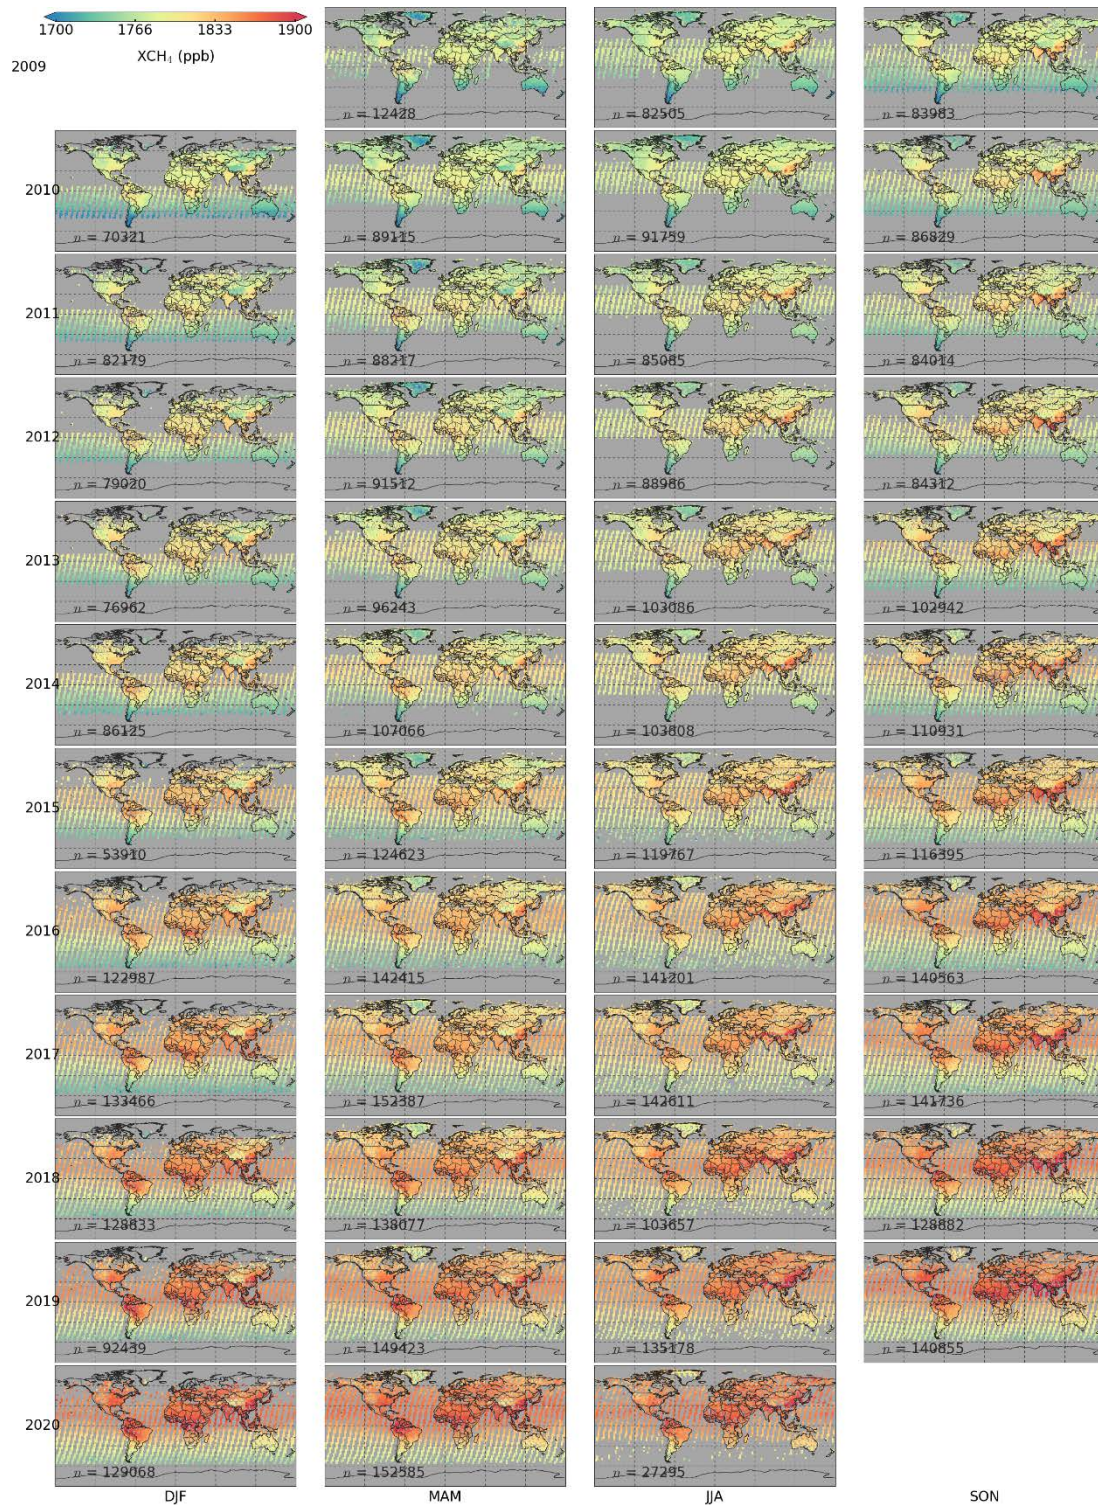 1700 1766 1833 1900
XCH₄ (ppb)
2009
n = 12428
n = 82505
n = 83983
2010
n = 70321
n = 89115
n = 91759
n = 86829
2011
n = 82179
n = 88217
n = 85085
n = 84014
2012
n = 79020
n = 91512
n = 88986
n = 84312
2013
n = 76962
n = 96243
n = 103086
n = 102942
2014
n = 86125
n = 107066
n = 103808
n = 110931
2015
n = 53910
n = 124623
n = 119767
n = 116395
2016
n = 122987
n = 142415
n = 141201
n = 140563
2017
n = 133466
n = 152387
n = 142611
n = 141736
2018
n = 128833
n = 138077
n = 103657
n = 128882
2019
n = 92439
n = 149423
n = 135178
n = 140855
2020
n = 129068
n = 152585
n = 27295
DJF MAM JJA SON